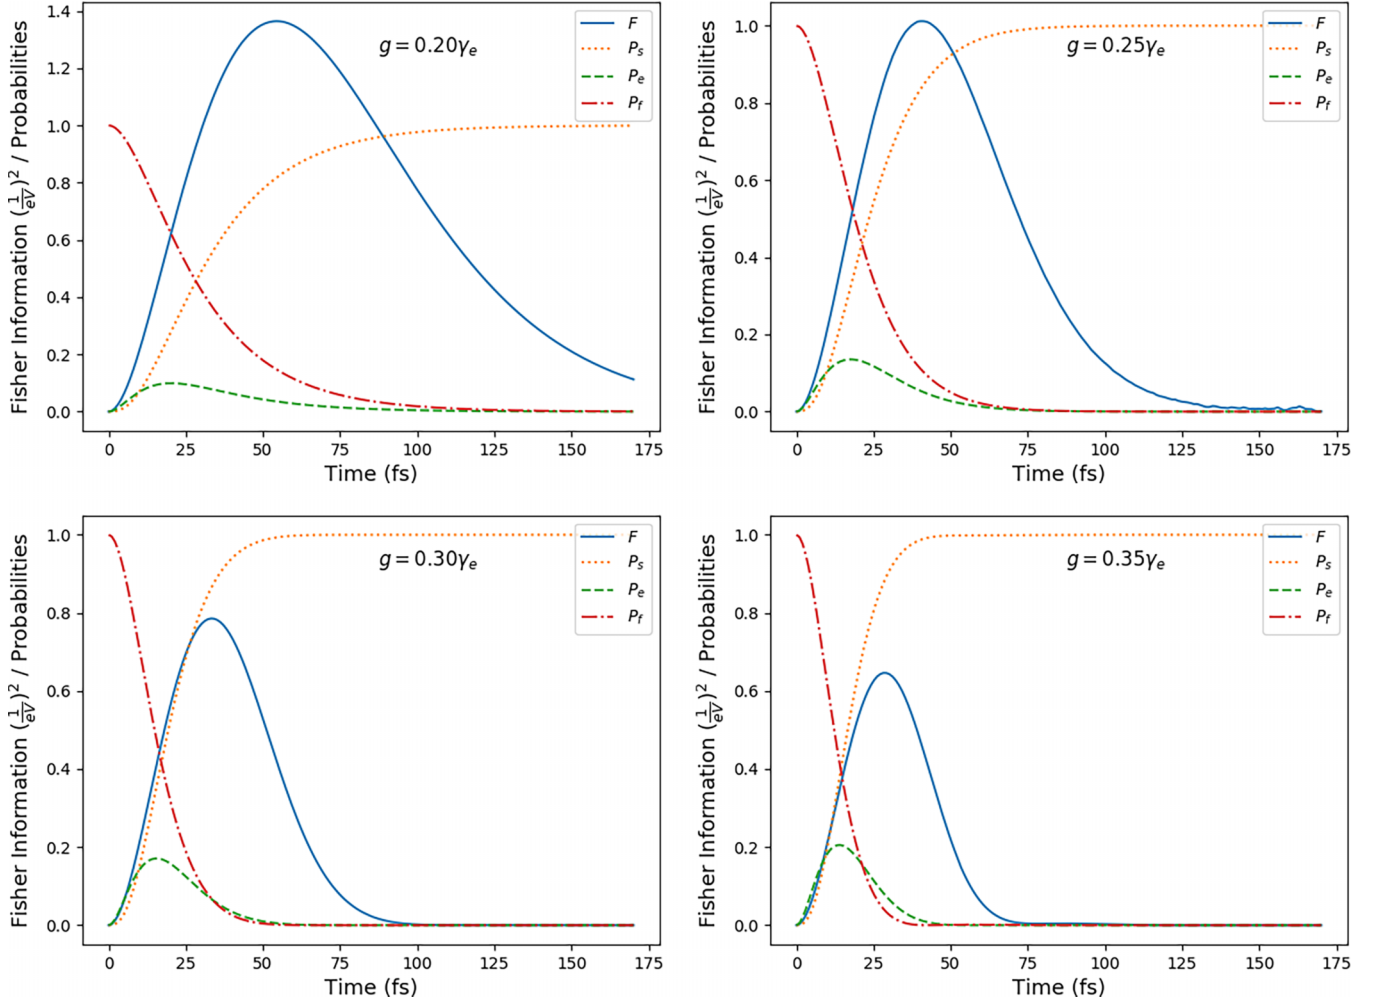 Fisher Information (1/eV)² / Probabilities
1.4
1.2
1.0
0.8
0.6
0.4
0.2
0.0
g = 0.20γe
F
Ps
Pe
Pf
0 25 50 75 100 125 150 175
Time (fs)
Fisher Information (1/eV)² / Probabilities
1.0
0.8
0.6
0.4
0.2
0.0
g = 0.25γe
F
Ps
Pe
Pf
0 25 50 75 100 125 150 175
Time (fs)
Fisher Information (1/eV)² / Probabilities
1.0
0.8
0.6
0.4
0.2
0.0
g = 0.30γe
F
Ps
Pe
Pf
0 25 50 75 100 125 150 175
Time (fs)
Fisher Information (1/eV)² / Probabilities
1.0
0.8
0.6
0.4
0.2
0.0
g = 0.35γe
F
Ps
Pe
Pf
0 25 50 75 100 125 150 175
Time (fs)